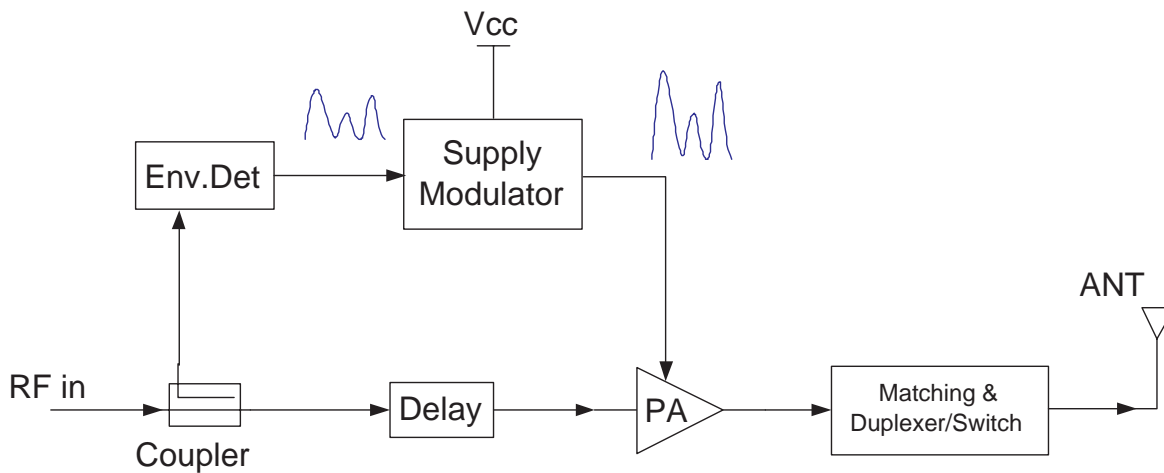 Vcc
Env.Det
Supply
Modulator
ANT
RF in
Coupler
Delay
PA
Matching &
Duplexer/Switch